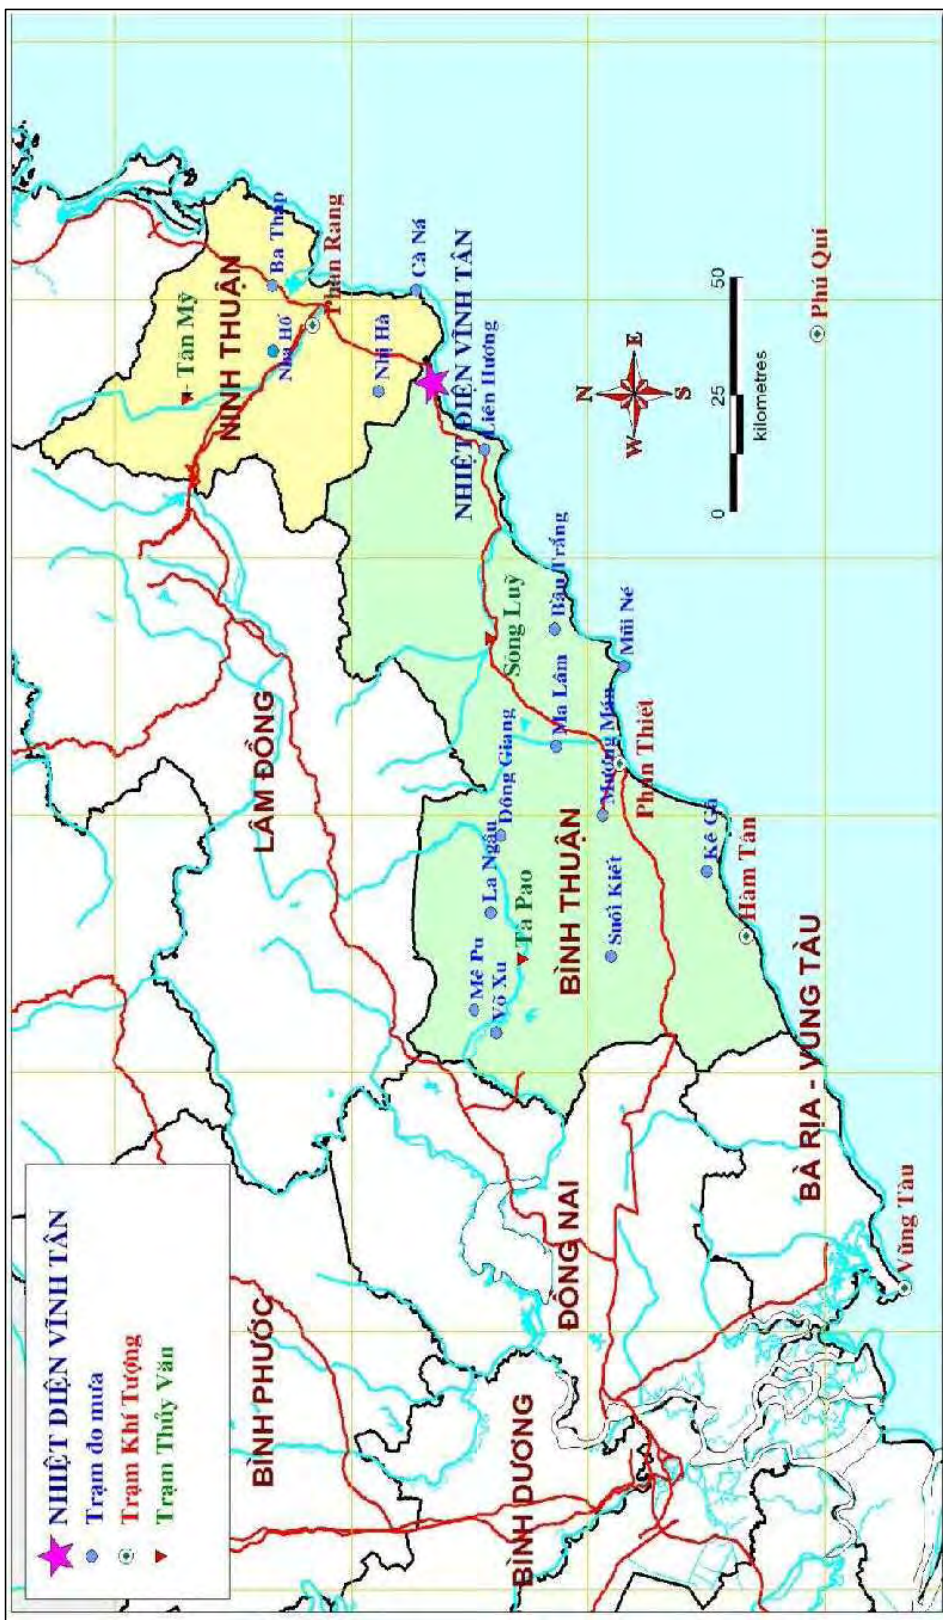 NHIỆT ĐIỆN VĨNH TÂN
Trạm đo mưa
Trạm Khí Tượng
Trạm Thủy Văn
Tân Mỹ
NINH THUẬN
Ba Tháp
Nha Hố
Phan Rang
Nhị Hà
Cà Ná
NHIỆT ĐIỆN VĨNH TÂN
Liên Hương
LÂM ĐỒNG
Sông Luỹ
Bàu Trắng
Mũi Né
Ma Lâm
Mương Mán
Phan Thiết
Đông Giang
La Ngâu
Tà Pao
Mê Pu
Võ Xu
BÌNH THUẬN
Suối Kiết
Kê Gà
Hàm Tân
BÌNH PHƯỚC
BÌNH DƯƠNG
ĐỒNG NAI
BÀ RỊA - VŨNG TÀU
Vũng Tàu
Phú Quí
N
W E
S
0 25 50
kilometres